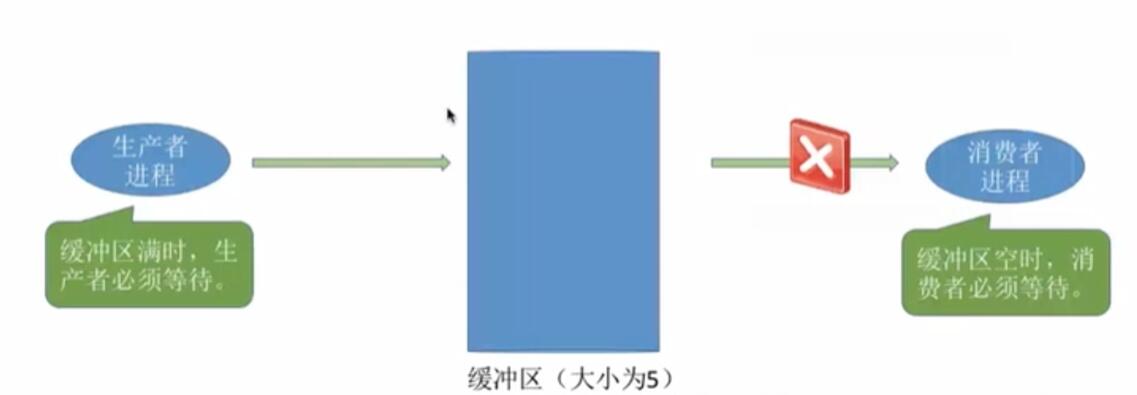 生产者
进程
缓冲区满时，生
产者必须等待。
消费者
进程
缓冲区空时，消
费者必须等待。
缓冲区（大小为5）